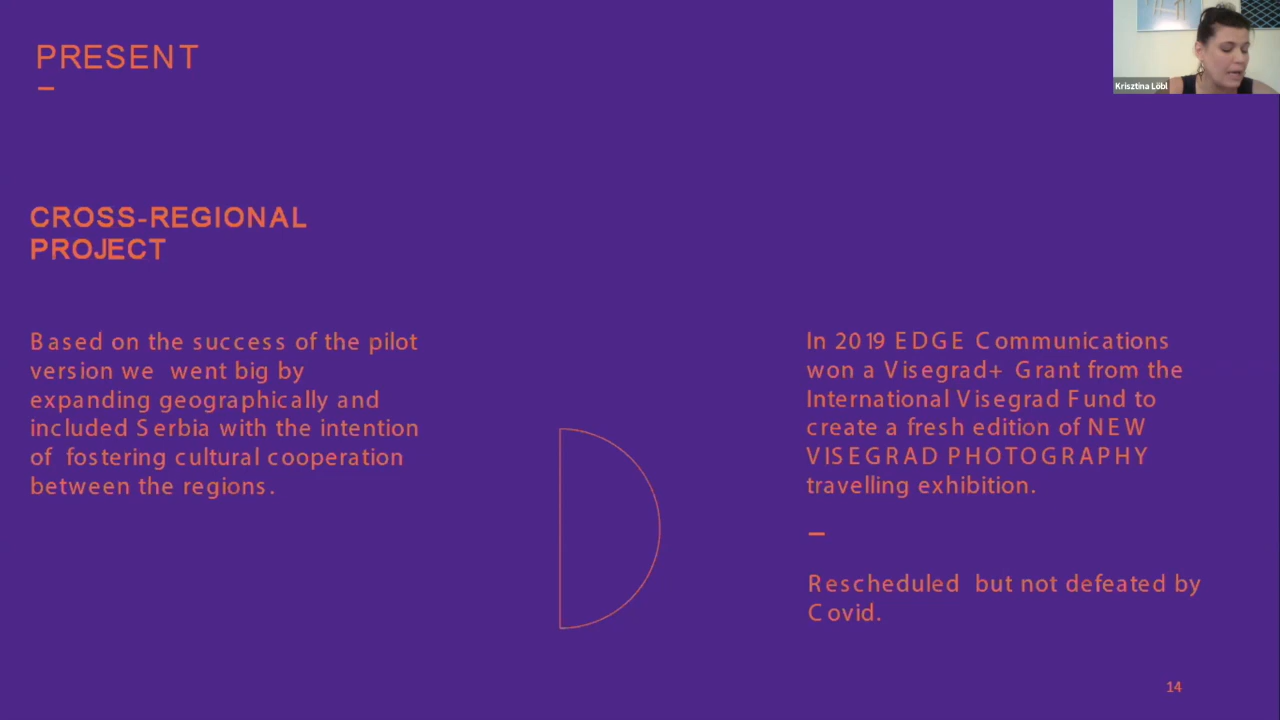 PRESENT
Krisztina Löbl
CROSS-REGIONAL
PROJECT
Based on the success of the pilot
version we went big by
expanding geographically and
included Serbia with the intention
of fostering cultural cooperation
between the regions.
In 2019 EDGE Communications
won a Visegrad+ Grant from the
International Visegrad Fund to
create a fresh edition of NEW
VISEGRAD PHOTOGRAPHY
travelling exhibition.
Rescheduled but not defeated by
Covid.
14